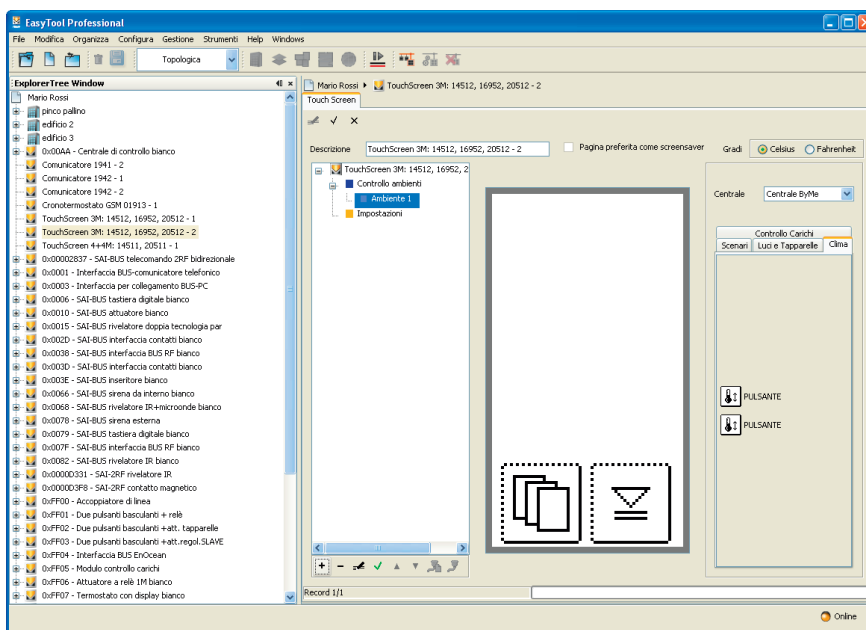 EasyTool Professional
File Modifica Organizza Configura Gestione Strumenti Help Windows
Topologica
ExplorerTree Window
Mario Rossi
pinco pallino
edificio 2
edificio 3
0x00AA - Centrale di controllo bianco
Comunicatore 1941 - 2
Comunicatore 1942 - 1
Comunicatore 1942 - 2
Cronotermostato GSM 01913 - 1
TouchScreen 3M: 14512, 16952, 20512 - 1
TouchScreen 3M: 14512, 16952, 20512 - 2
TouchScreen 4+4M: 14511, 20511 - 1
0x00002837 - SAI-BUS telecomando 2RF bidirezionale
0x0001 - Interfaccia BUS-comunicatore telefonico
0x0003 - Interfaccia per collegamento BUS-PC
0x0006 - SAI-BUS tastiera digitale bianco
0x0010 - SAI-BUS attuatore bianco
0x0015 - SAI-BUS rivelatore doppia tecnologia par
0x002D - SAI-BUS interfaccia contatti bianco
0x0038 - SAI-BUS interfaccia BUS RF bianco
0x003D - SAI-BUS interfaccia contatti bianco
0x003E - SAI-BUS inseritore bianco
0x0066 - SAI-BUS sirena da interno bianco
0x0068 - SAI-BUS rivelatore IR+microonde bianco
0x0078 - SAI-BUS sirena esterna
0x0079 - SAI-BUS tastiera digitale bianco
0x007F - SAI-BUS interfaccia BUS RF bianco
0x0082 - SAI-BUS rivelatore IR bianco
0x0000D331 - SAI-2RF rivelatore IR
0x0000D3F8 - SAI-2RF contatto magnetico
0xFF00 - Accoppiatore di linea
0xFF01 - Due pulsanti basculanti + relè
0xFF02 - Due pulsanti basculanti +att. tapparelle
0xFF03 - Due pulsanti basculanti +att.regol.SLAVE
0xFF04 - Interfaccia BUS EnOcean
0xFF05 - Modulo controllo carichi
0xFF06 - Attuatore a relè 1M bianco
0xFF07 - Termostato con display bianco
Mario Rossi TouchScreen 3M: 14512, 16952, 20512 - 2
Touch Screen
Descrizione TouchScreen 3M: 14512, 16952, 20512 - 2 Pagina preferita come screensaver Gradi Celsius Fahrenheit
TouchScreen 3M: 14512, 16952, 2
Controllo ambienti
Ambiente 1
Impostazioni
Centrale Centrale ByMe
Controllo Carichi
Scenari Luci e Tapparelle Clima
PULSANTE
PULSANTE
Record 1/1
Online